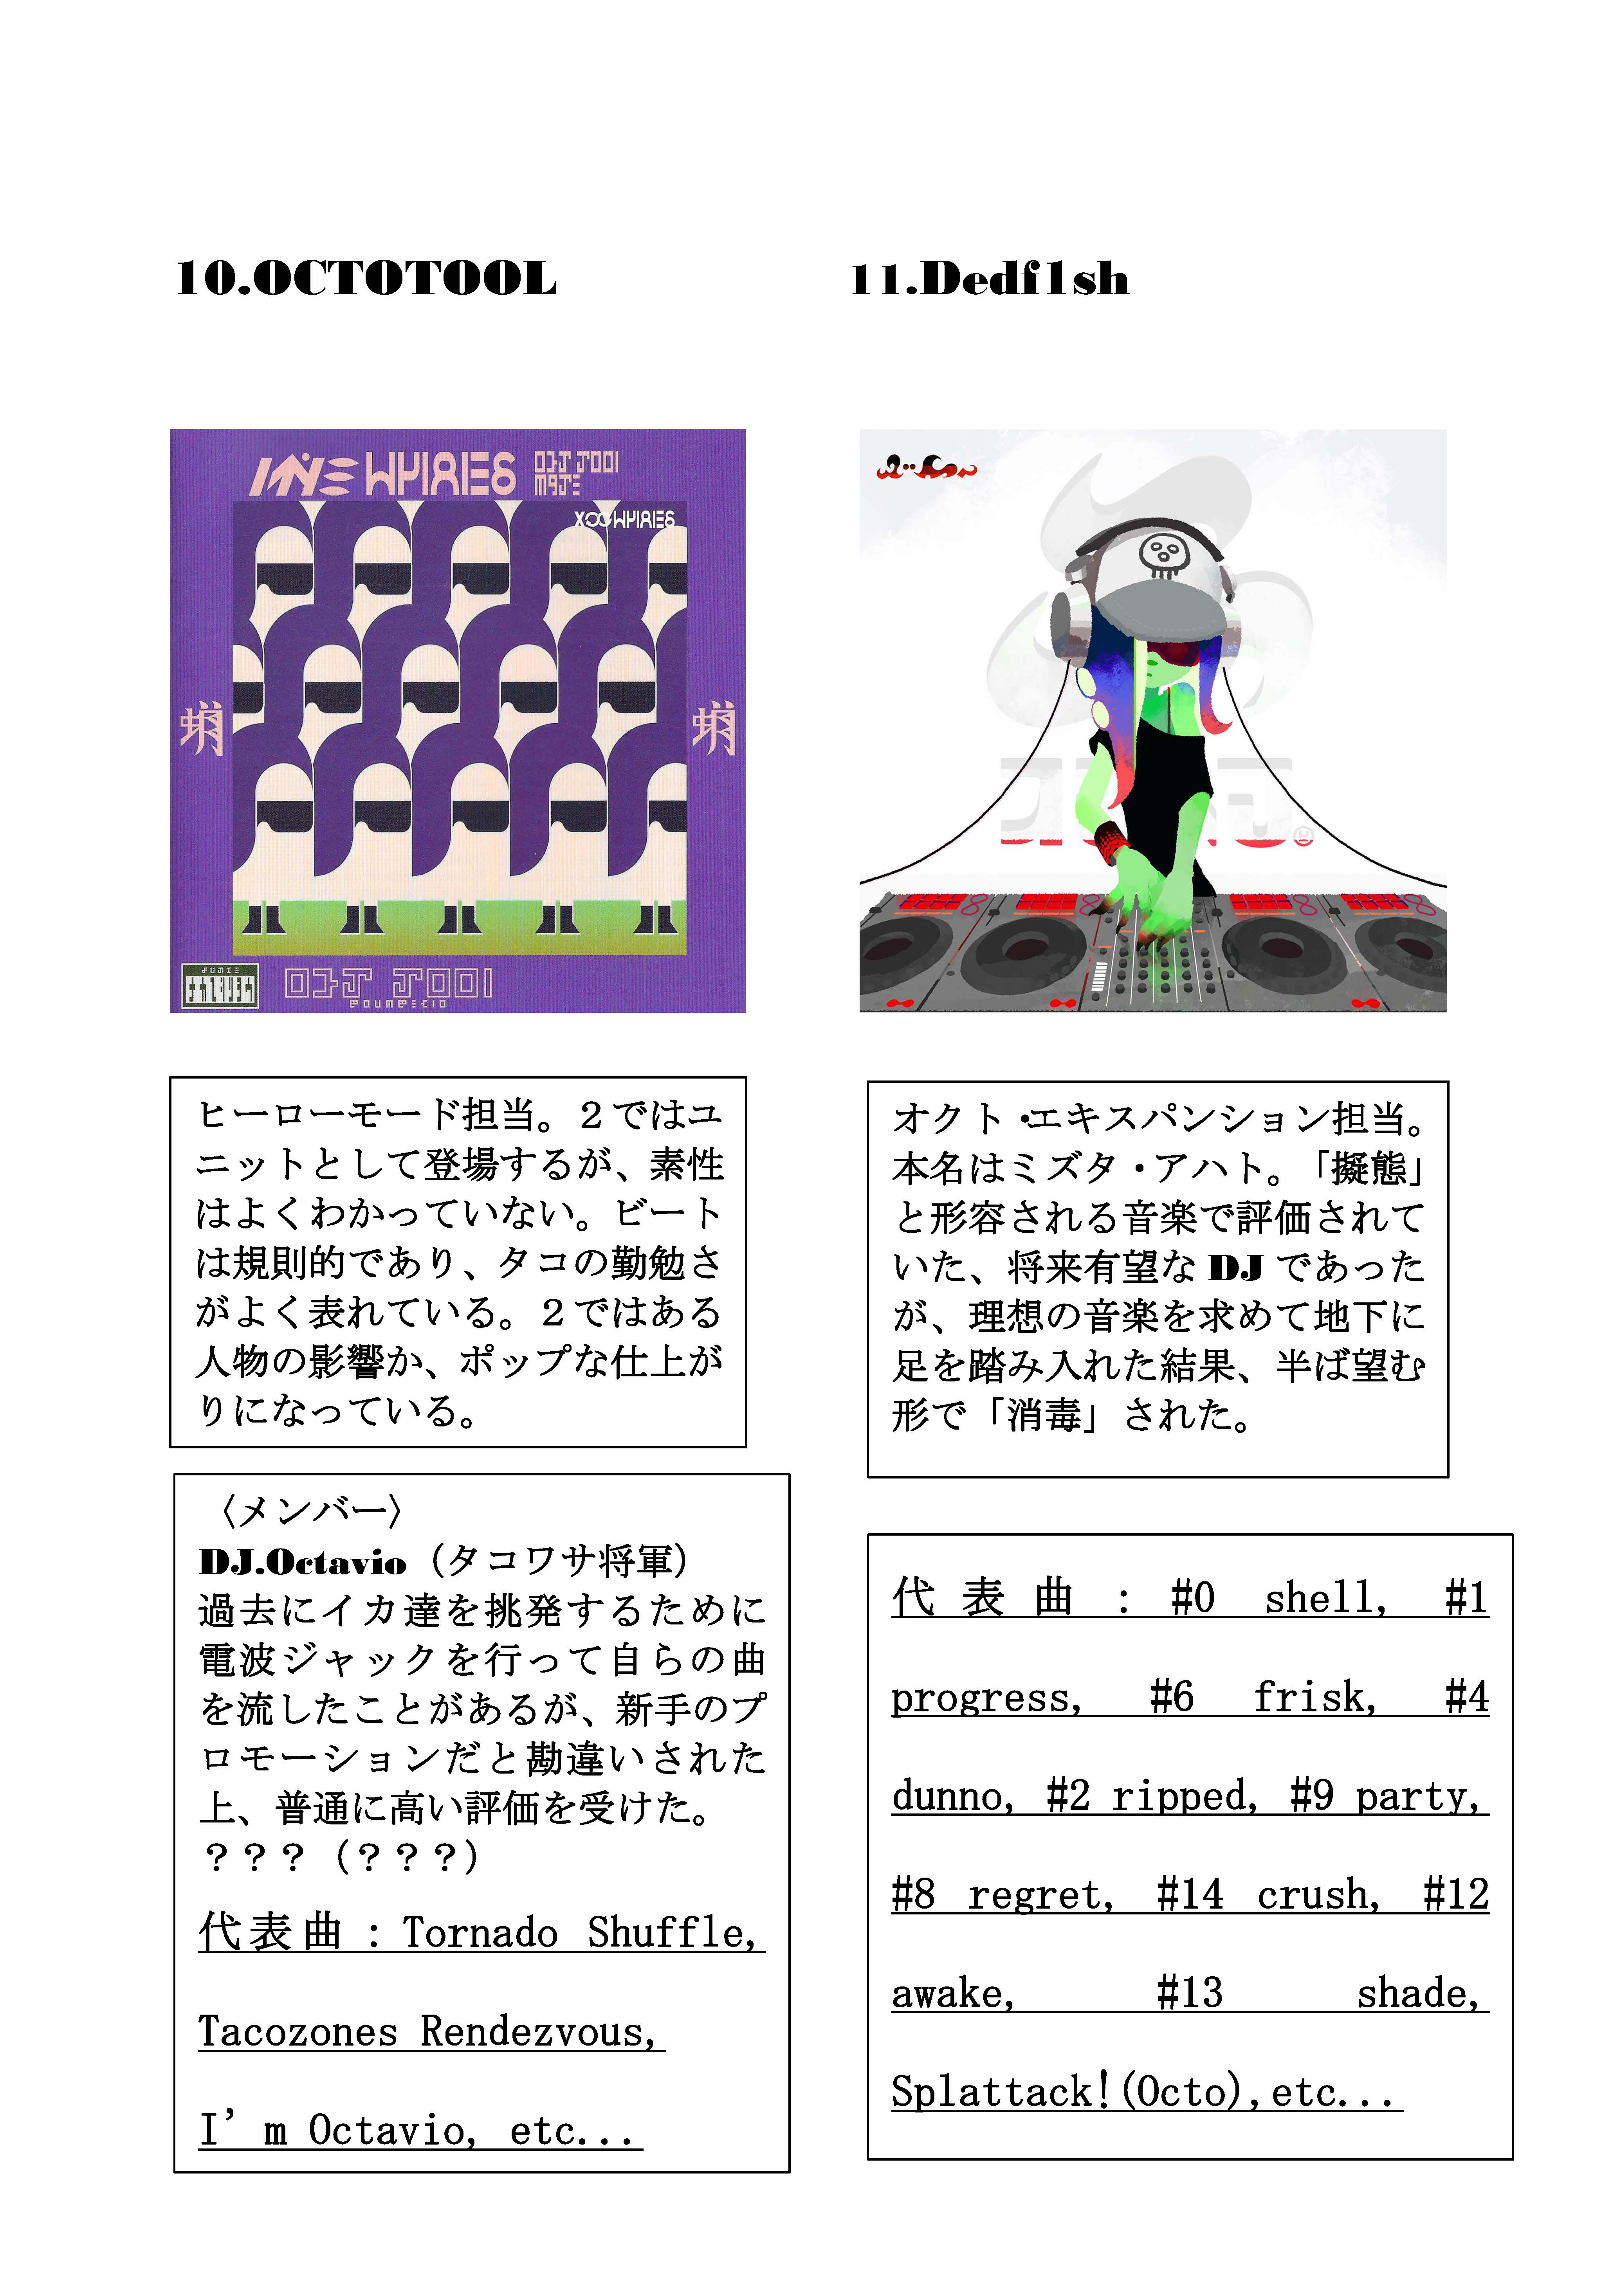 10.OCTOTOOL
ヒーローモード担当。２ではユ
ニットとして登場するが、素性
はよくわかっていない。ビート
は規則的であり、タコの勤勉さ
がよく表れている。２ではある
人物の影響か、ポップな仕上が
りになっている。
〈メンバー〉
DJ.Octavio（タコワサ将軍）
過去にイカ達を挑発するために
電波ジャックを行って自らの曲
を流したことがあるが、新手のプ
ロモーションだと勘違いされた
上、普通に高い評価を受けた。
？？？（？？？）
代表曲：Tornado Shuffle,
Tacozones Rendezvous,
I’m Octavio, etc...
11.Dedf1sh
オクト・エキスパンション担当。
本名はミズタ・アハト。「擬態」
と形容される音楽で評価されて
いた、将来有望な DJ であった
が、理想の音楽を求めて地下に
足を踏み入れた結果、半ば望む
形で「消毒」された。
代表曲：#0 shell, #1
progress, #6 frisk, #4
dunno, #2 ripped, #9 party,
#8 regret, #14 crush, #12
awake, #13 shade,
Splattack!(Octo),etc...